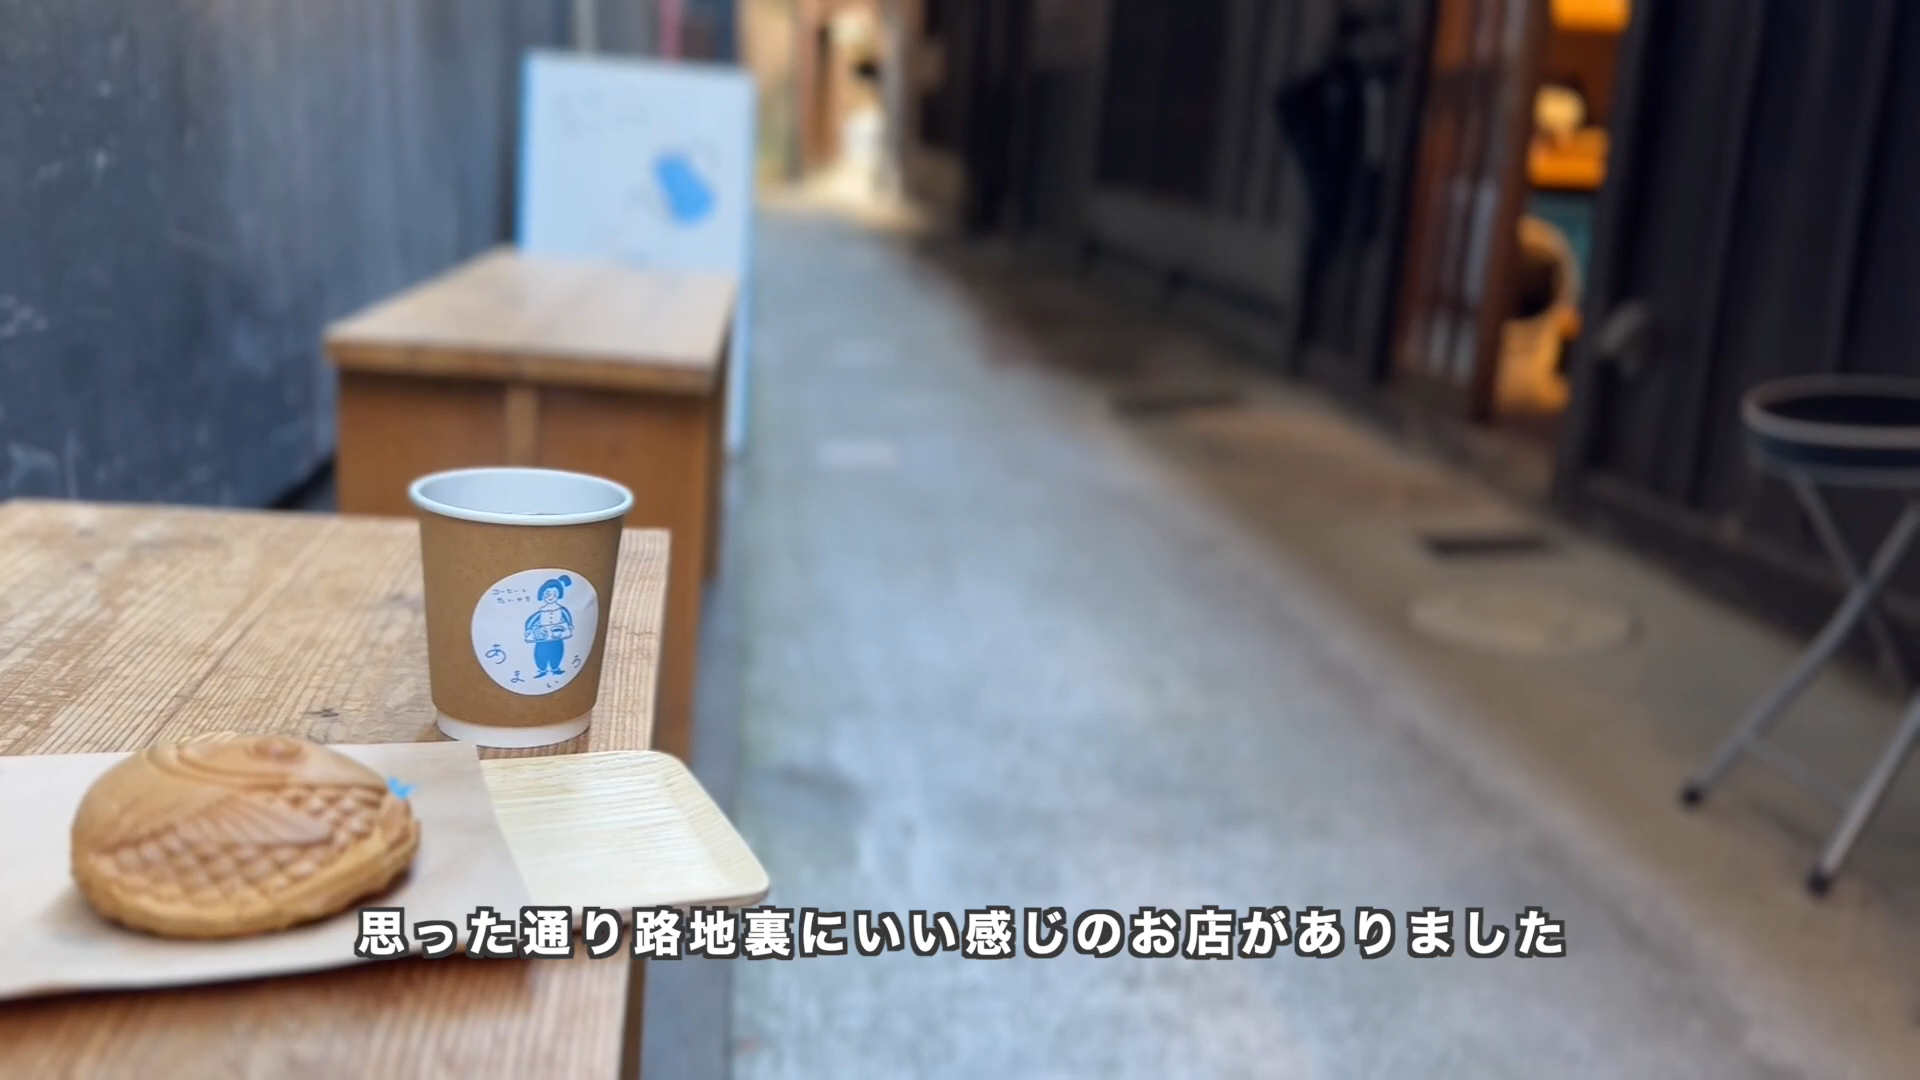 コーヒーと
たいやき
あまいろ
思った通り路地裏にいい感じのお店がありました